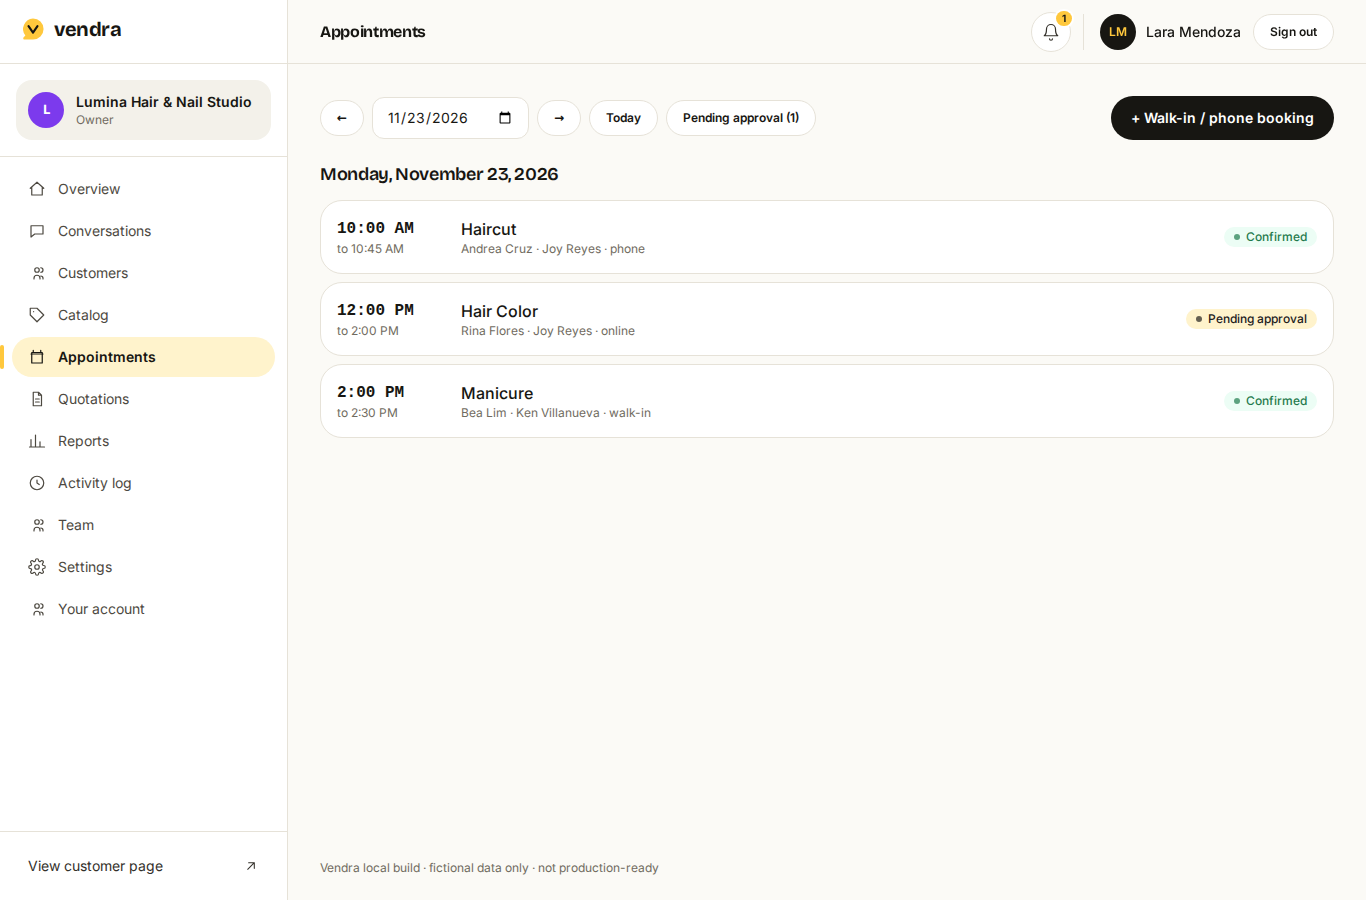 vendra
Lumina Hair & Nail Studio
L
Owner
Overview
Conversations
Customers
Catalog
Appointments
Quotations
Reports
Activity log
Team
Settings
Your account
View customer page
Appointments
1
LM
Lara Mendoza
Sign out
←
11/23/2026
→
Today
Pending approval (1)
+ Walk-in / phone booking
Monday, November 23, 2026
10:00 AM
to 10:45 AM
Haircut
Andrea Cruz · Joy Reyes · phone
Confirmed
12:00 PM
to 2:00 PM
Hair Color
Rina Flores · Joy Reyes · online
Pending approval
2:00 PM
to 2:30 PM
Manicure
Bea Lim · Ken Villanueva · walk-in
Confirmed
Vendra local build · fictional data only · not production-ready